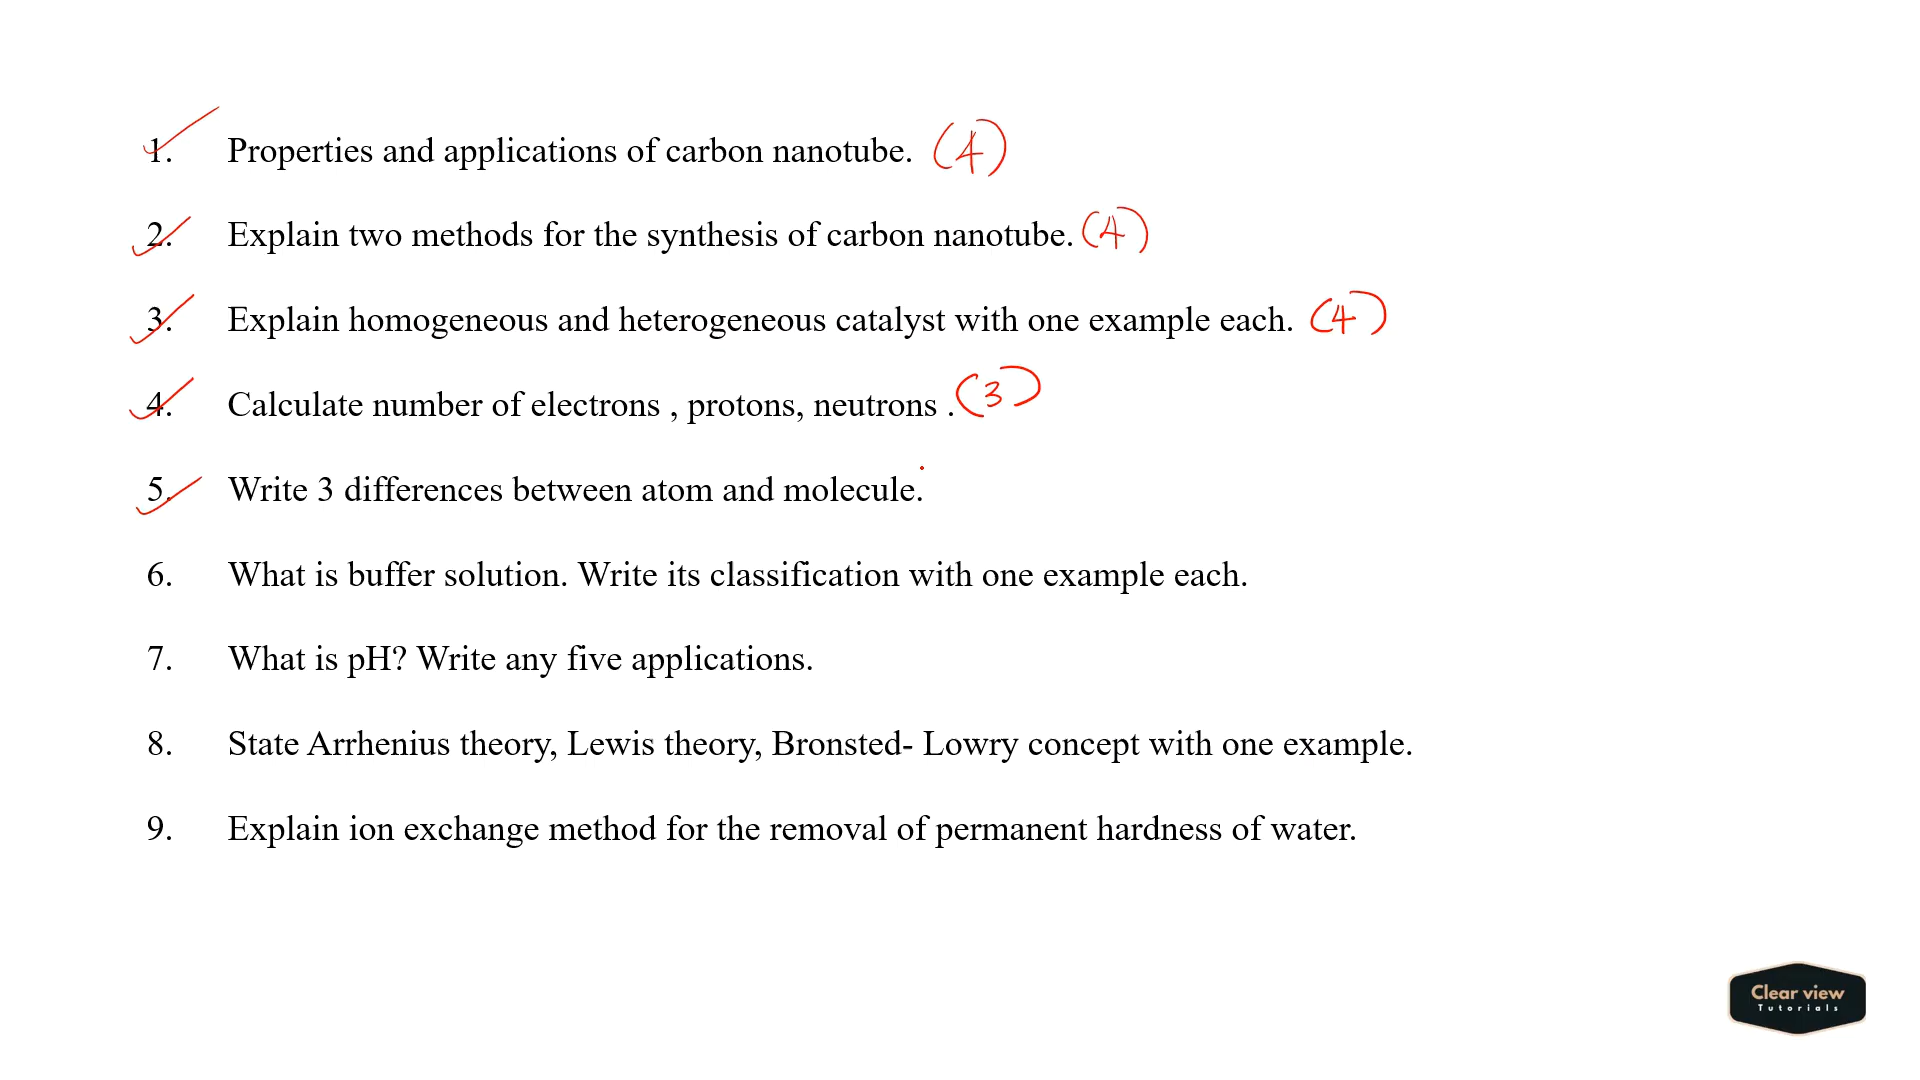 1. Properties and applications of carbon nanotube. (4)
2. Explain two methods for the synthesis of carbon nanotube. (4)
3. Explain homogeneous and heterogeneous catalyst with one example each. (4)
4. Calculate number of electrons , protons, neutrons . (3)
5. Write 3 differences between atom and molecule.
6. What is buffer solution. Write its classification with one example each.
7. What is pH? Write any five applications.
8. State Arrhenius theory, Lewis theory, Bronsted- Lowry concept with one example.
9. Explain ion exchange method for the removal of permanent hardness of water.
Clear view
Tutorials